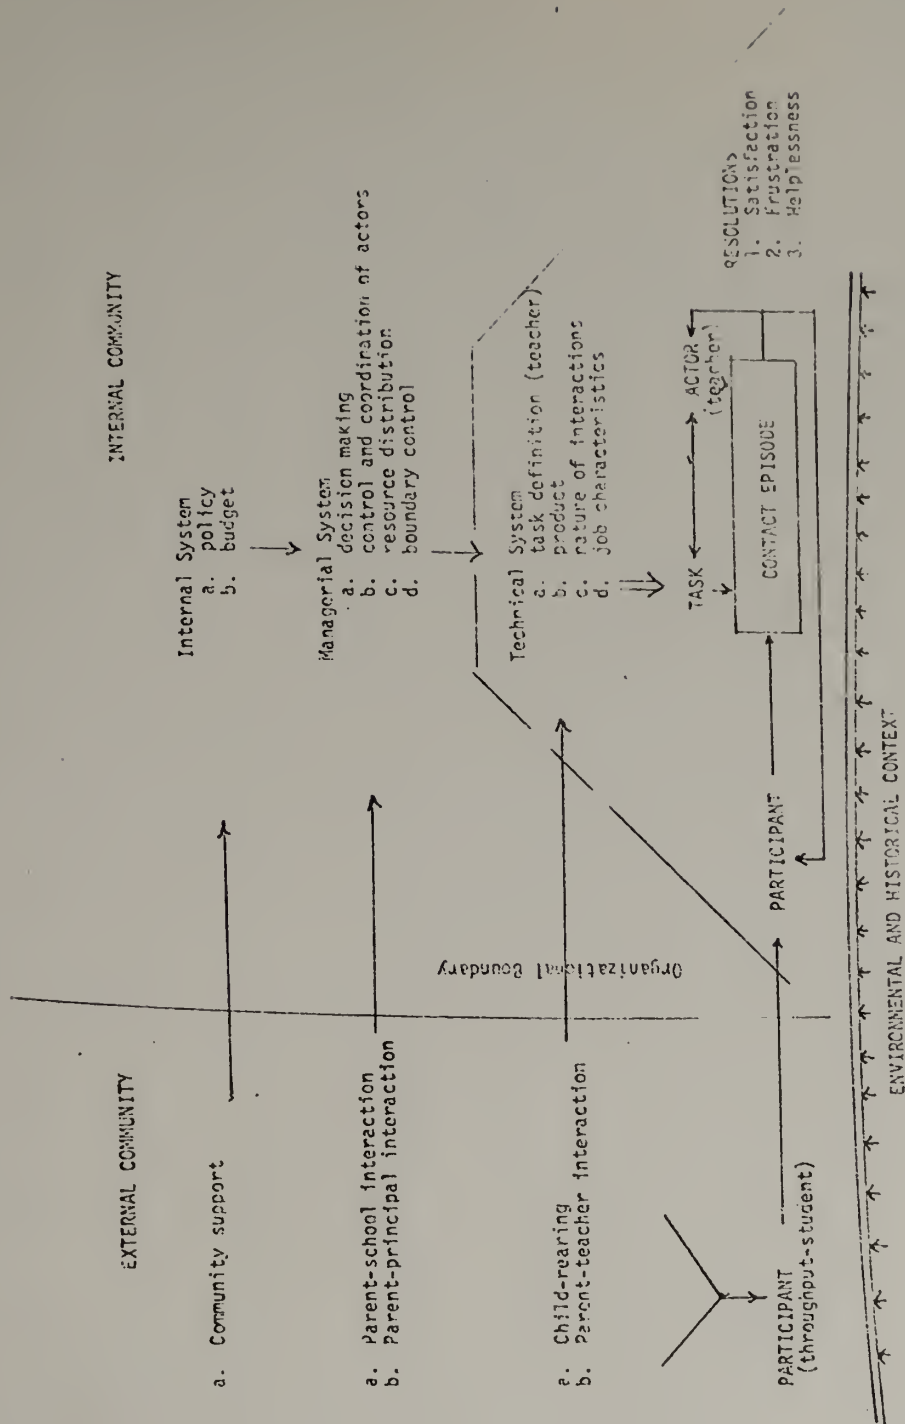 EXTERNAL COMMUNITY
INTERNAL COMMUNITY
a. Community support
Internal System
a. policy
b. budget
a. Parent-school interaction
b. Parent-principal interaction
Managerial System
a. decision making
b. control and coordination of actors
c. resource distribution
d. boundary control
Organizational Boundary
a. Child-rearing
b. Parent-teacher interaction
Technical System
a. task definition (teacher)
b. product
c. nature of interactions
d. job characteristics
TASK
ACTOR
(teacher)
CONTACT EPISODE
RESOLUTIONS
1. Satisfaction
2. Frustration
3. Helplessness
PARTICIPANT
(throughput-student)
PARTICIPANT
ENVIRONMENTAL AND HISTORICAL CONTEXT